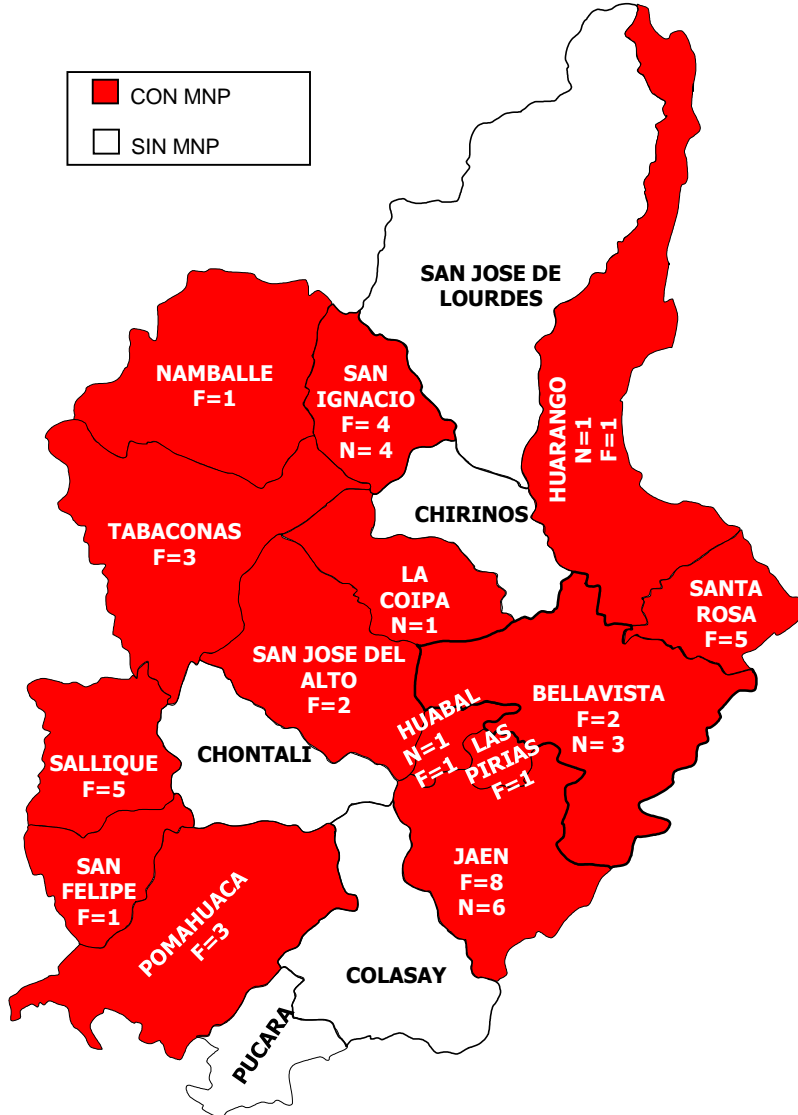 CON MNP
SIN MNP
SAN JOSE DE
LOURDES
NAMBALLE
F=1
SAN
IGNACIO
F= 4
N= 4
HUARANGO
N=1
F=1
CHIRINOS
TABACONAS
F=3
LA
COIPA
N=1
SANTA
ROSA
F=5
SAN JOSE DEL
ALTO
F=2
BELLAVISTA
F=2
N= 3
HUABAL
N=1
F=1
LAS
PIRIAS
F=1
CHONTALI
SALLIQUE
F=5
SAN
FELIPE
F=1
JAEN
F=8
N=6
POMAHUACA
F=3
COLASAY
PUCARA